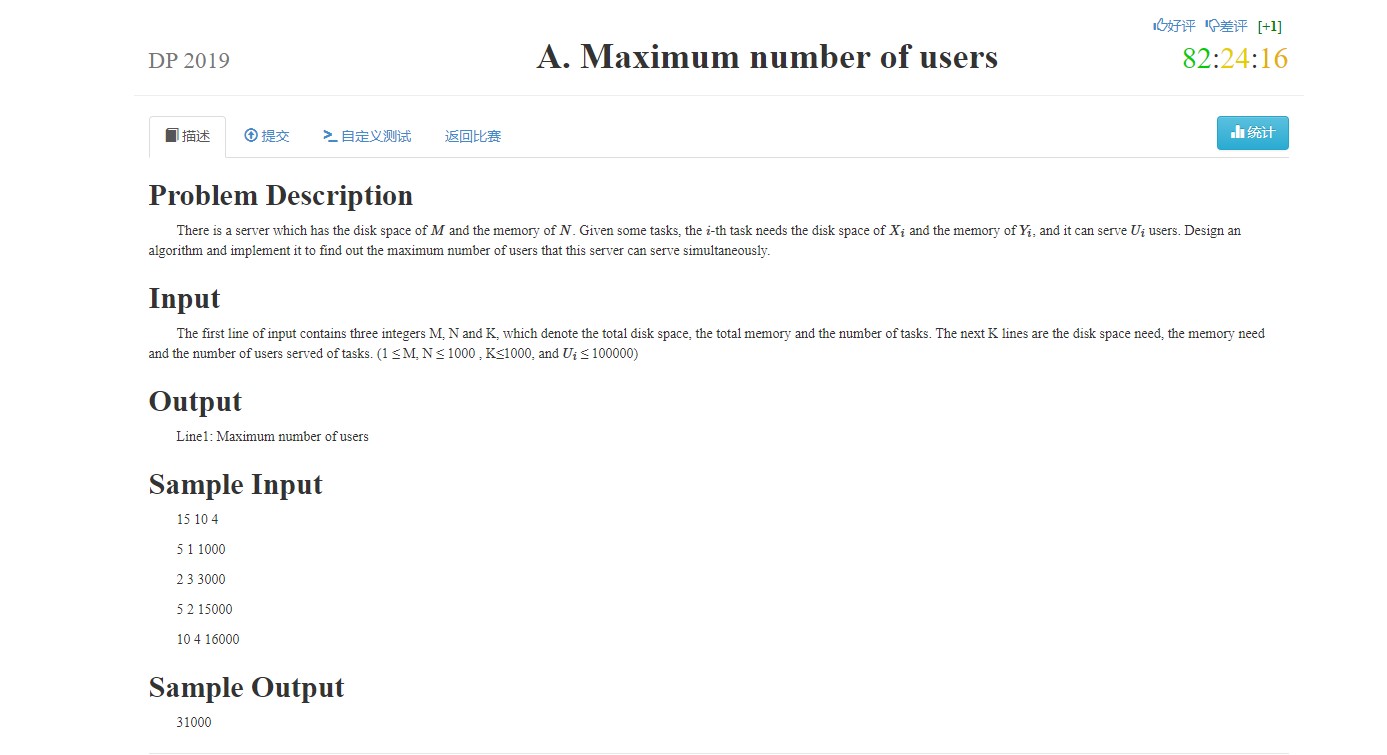 好评 差评 [+1]
DP 2019
A. Maximum number of users
82:24:16
描述
提交
自定义测试
返回比赛
统计
Problem Description
There is a server which has the disk space of M and the memory of N. Given some tasks, the i-th task needs the disk space of Xi and the memory of Yi, and it can serve Ui users. Design an
algorithm and implement it to find out the maximum number of users that this server can serve simultaneously.
Input
The first line of input contains three integers M, N and K, which denote the total disk space, the total memory and the number of tasks. The next K lines are the disk space need, the memory need
and the number of users served of tasks. (1 ≤ M, N ≤ 1000 , K≤1000, and Ui ≤ 100000)
Output
Line1: Maximum number of users
Sample Input
15 10 4
5 1 1000
2 3 3000
5 2 15000
10 4 16000
Sample Output
31000